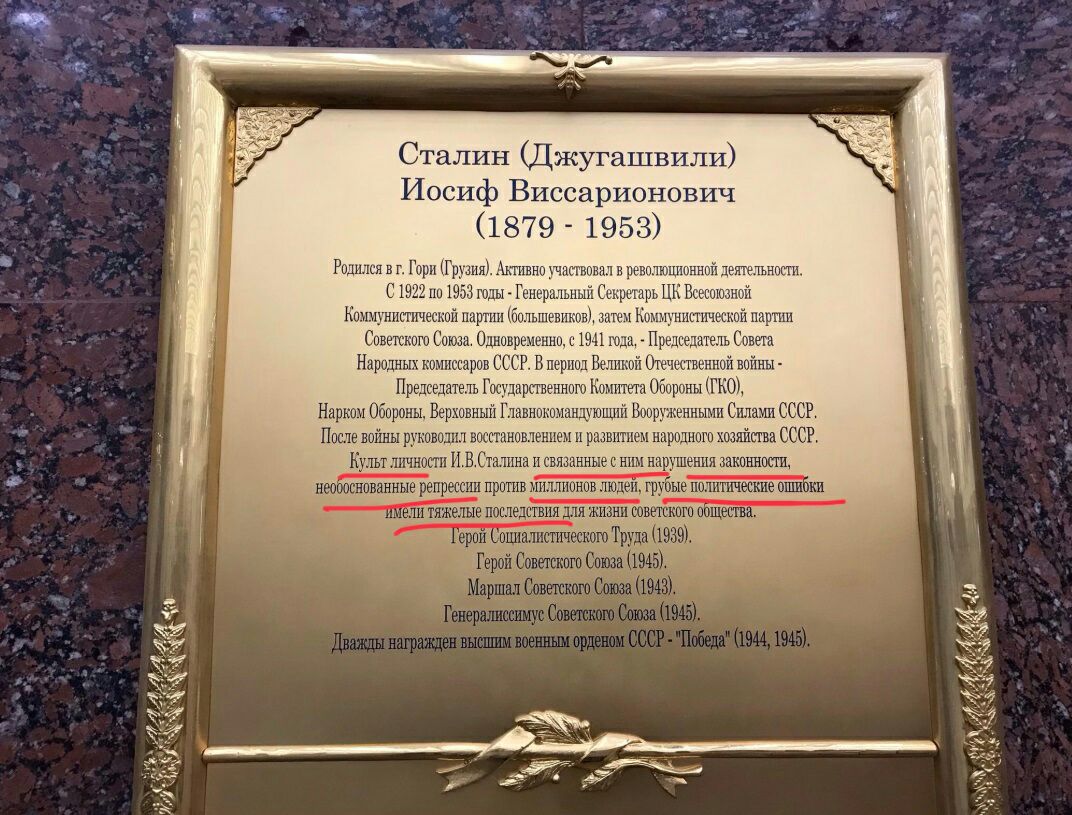 Сталин (Джугашвили)
Иосиф Виссарионович
(1879 - 1953)
Родился в г. Гори (Грузия). Активно участвовал в революционной деятельности.
С 1922 по 1953 годы - Генеральный Секретарь ЦК Всесоюзной
Коммунистической партии (большевиков), затем Коммунистической партии
Советского Союза. Одновременно, с 1941 года, - Председатель Совета
Народных комиссаров СССР. В период Великой Отечественной войны -
Председатель Государственного Комитета Обороны (ГКО),
Нарком Обороны, Верховный Главнокомандующий Вооруженными Силами СССР.
После войны руководил восстановлением и развитием народного хозяйства СССР.
Культ личности И.В.Сталина и связанные с ним нарушения законности,
необоснованные репрессии против миллионов людей, грубые политические ошибки
имели тяжелые последствия для жизни советского общества.
Герой Социалистического Труда (1939).
Герой Советского Союза (1945).
Маршал Советского Союза (1943).
Генералиссимус Советского Союза (1945).
Дважды награжден высшим военным орденом СССР - "Победа" (1944, 1945).